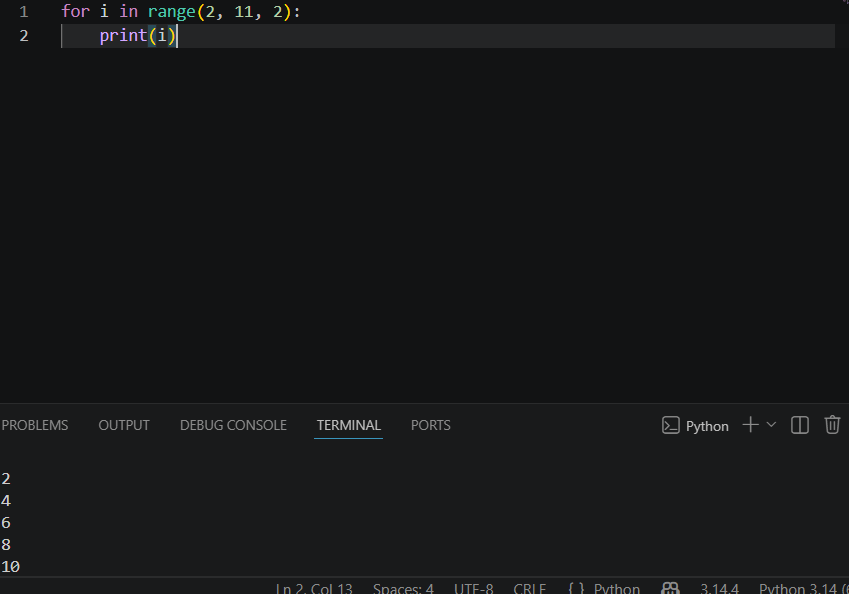 1 for i in range(2, 11, 2):
2     print(i)
PROBLEMS OUTPUT DEBUG CONSOLE TERMINAL PORTS Python
2
4
6
8
10
Ln 2, Col 13 Spaces: 4 UTF-8 CRLF { } Python 3.14.4 Python 3.14 (6